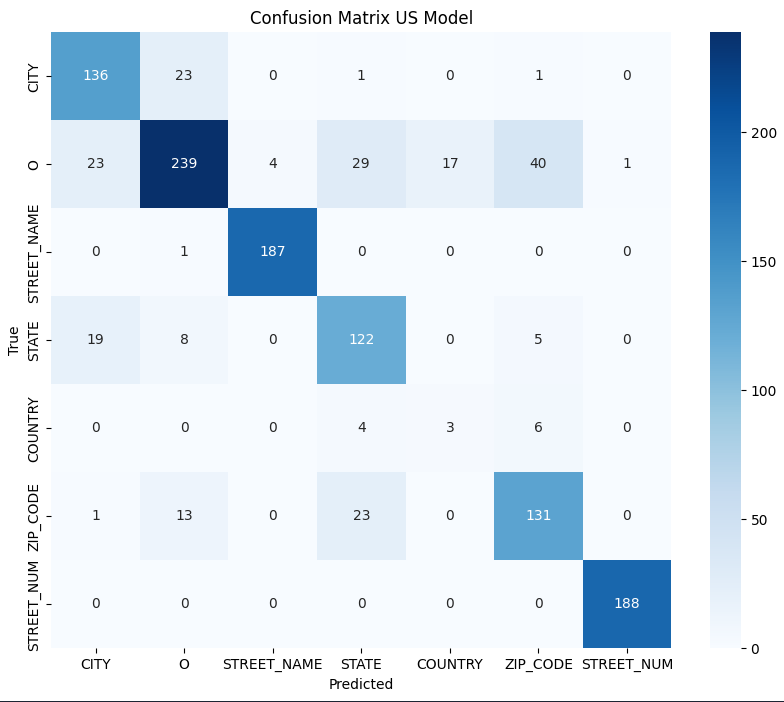 Confusion Matrix US Model
True
CITY 136 23 0 1 0 1 0
O 23 239 4 29 17 40 1
STREET_NAME 0 1 187 0 0 0 0
STATE 19 8 0 122 0 5 0
COUNTRY 0 0 0 4 3 6 0
ZIP_CODE 1 13 0 23 0 131 0
STREET_NUM 0 0 0 0 0 0 188
CITY O STREET_NAME STATE COUNTRY ZIP_CODE STREET_NUM
Predicted
200
150
100
50
0